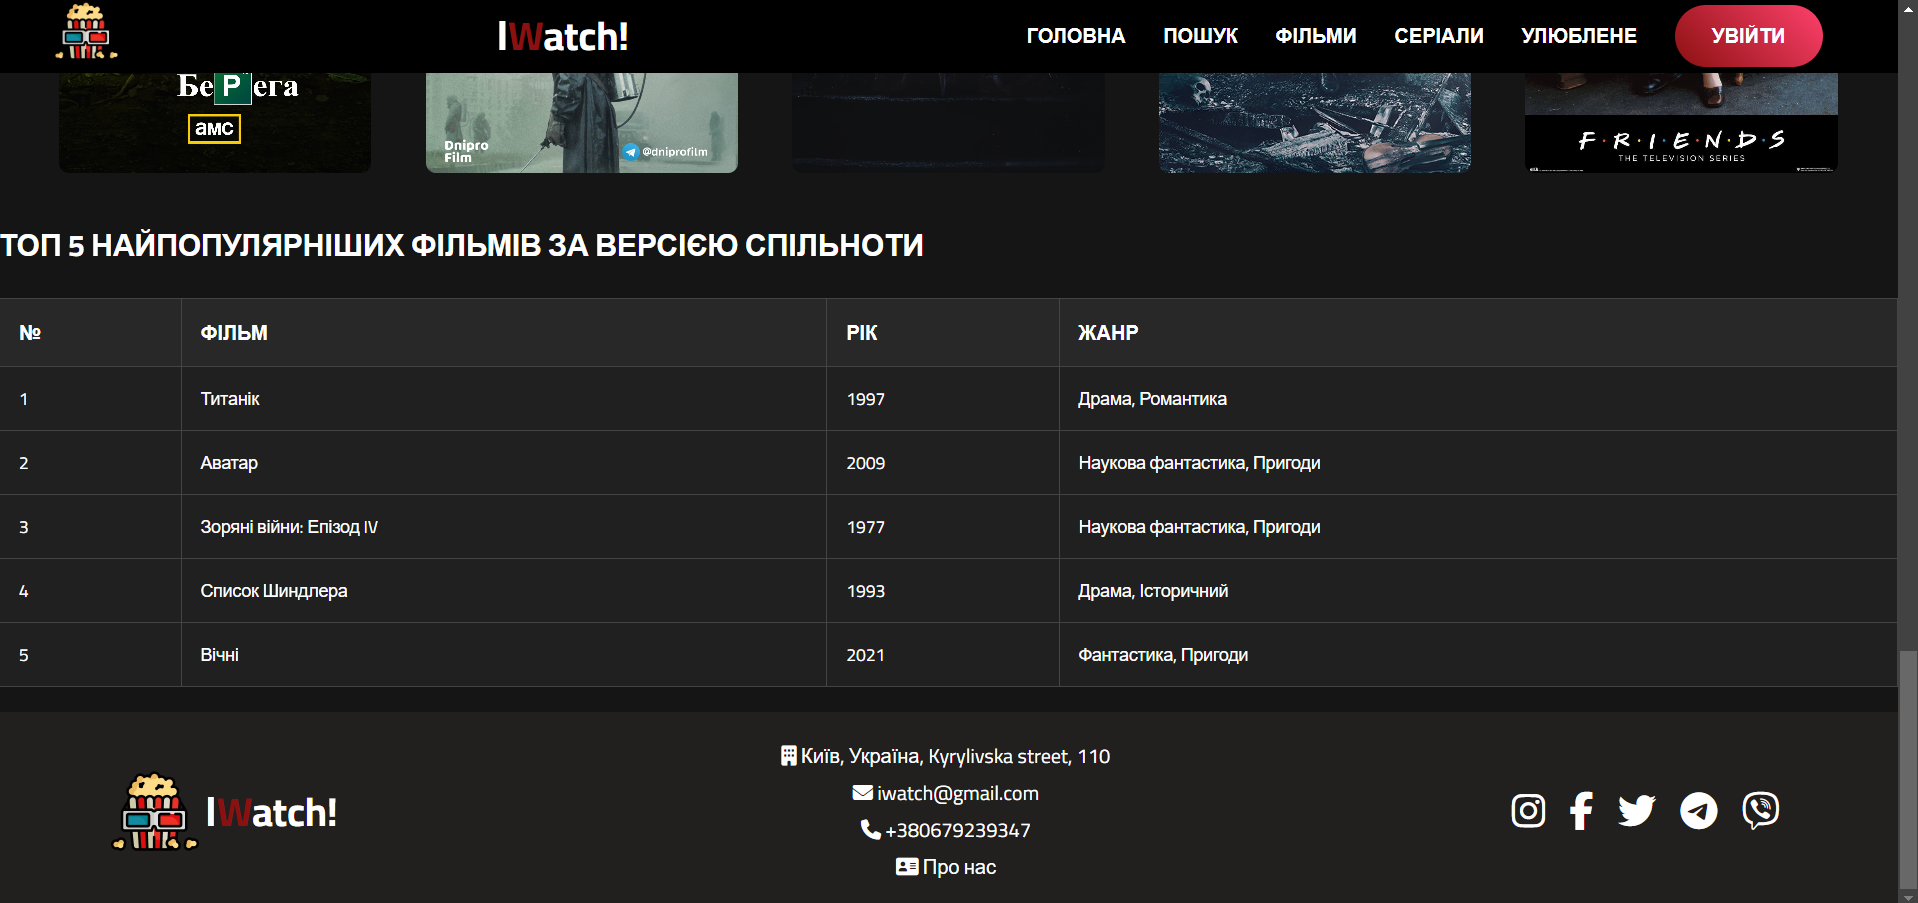 IWatch!
ГОЛОВНА ПОШУК ФІЛЬМИ СЕРІАЛИ УЛЮБЛЕНЕ УВІЙТИ
БеРега
aмc
Dnipro
Film
@dniprofilm
F·R·I·E·N·D·S
THE TELEVISION SERIES
ТОП 5 НАЙПОПУЛЯРНІШИХ ФІЛЬМІВ ЗА ВЕРСІЄЮ СПІЛЬНОТИ
№ ФІЛЬМ РІК ЖАНР
1 Титанік 1997 Драма, Романтика
2 Аватар 2009 Наукова фантастика, Пригоди
3 Зоряні війни: Епізод IV 1977 Наукова фантастика, Пригоди
4 Список Шиндлера 1993 Драма, Історичний
5 Вічні 2021 Фантастика, Пригоди
IWatch!
Київ, Україна, Kyrylivska street, 110
iwatch@gmail.com
+380679239347
Про нас